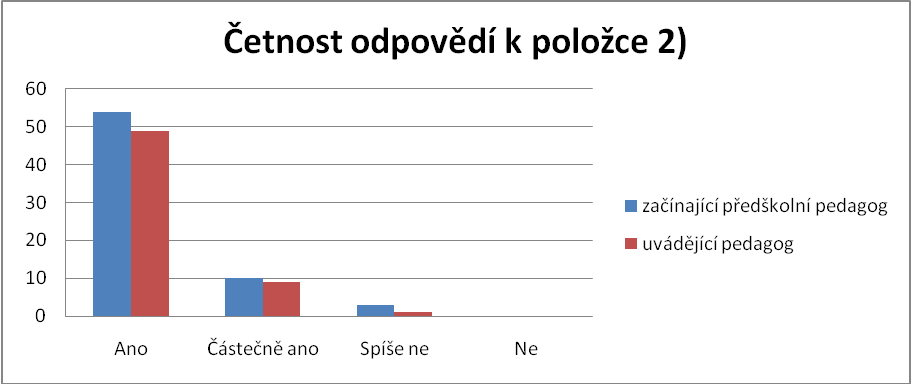 Četnost odpovědí k položce 2)
60
50
40
30
20
10
0
Ano
Částečně ano
Spíše ne
Ne
začínající předškolní pedagog
uvádějící pedagog